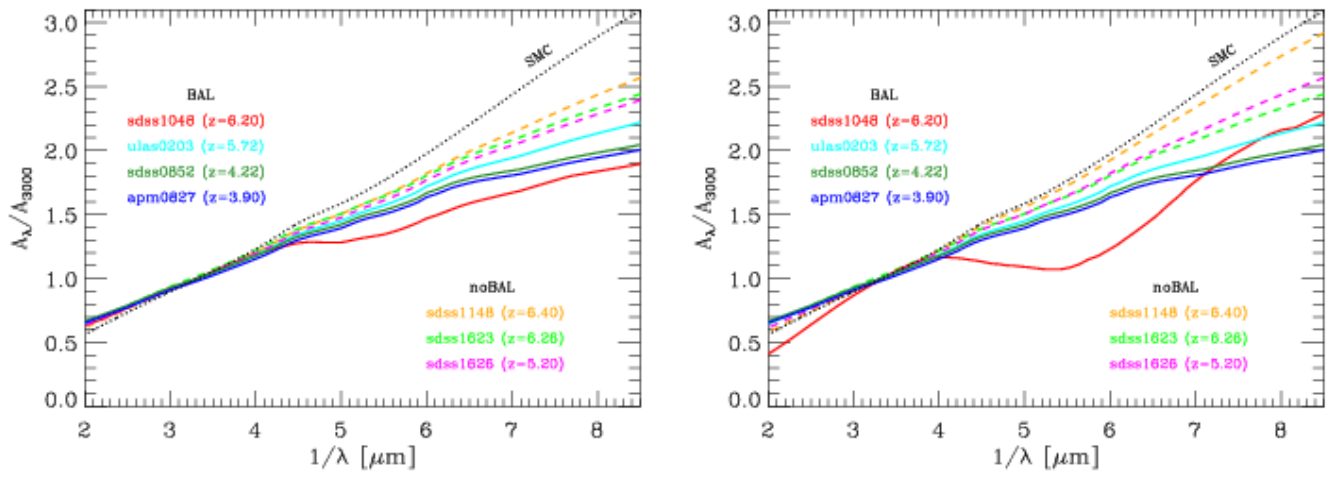 3.0
2.5
2.0
1.5
1.0
0.5
0.0
Aλ/A3000
SMC
BAL
sdss1048 (z=6.20)
ulas0203 (z=5.72)
sdss0852 (z=4.22)
apm0827 (z=3.90)
noBAL
sdss1148 (z=6.40)
sdss1623 (z=6.26)
sdss1626 (z=5.20)
2 3 4 5 6 7 8
1/λ [μm]
3.0
2.5
2.0
1.5
1.0
0.5
0.0
Aλ/A3000
SMC
BAL
sdss1048 (z=6.20)
ulas0203 (z=5.72)
sdss0852 (z=4.22)
apm0827 (z=3.90)
noBAL
sdss1148 (z=6.40)
sdss1623 (z=6.26)
sdss1626 (z=5.20)
2 3 4 5 6 7 8
1/λ [μm]